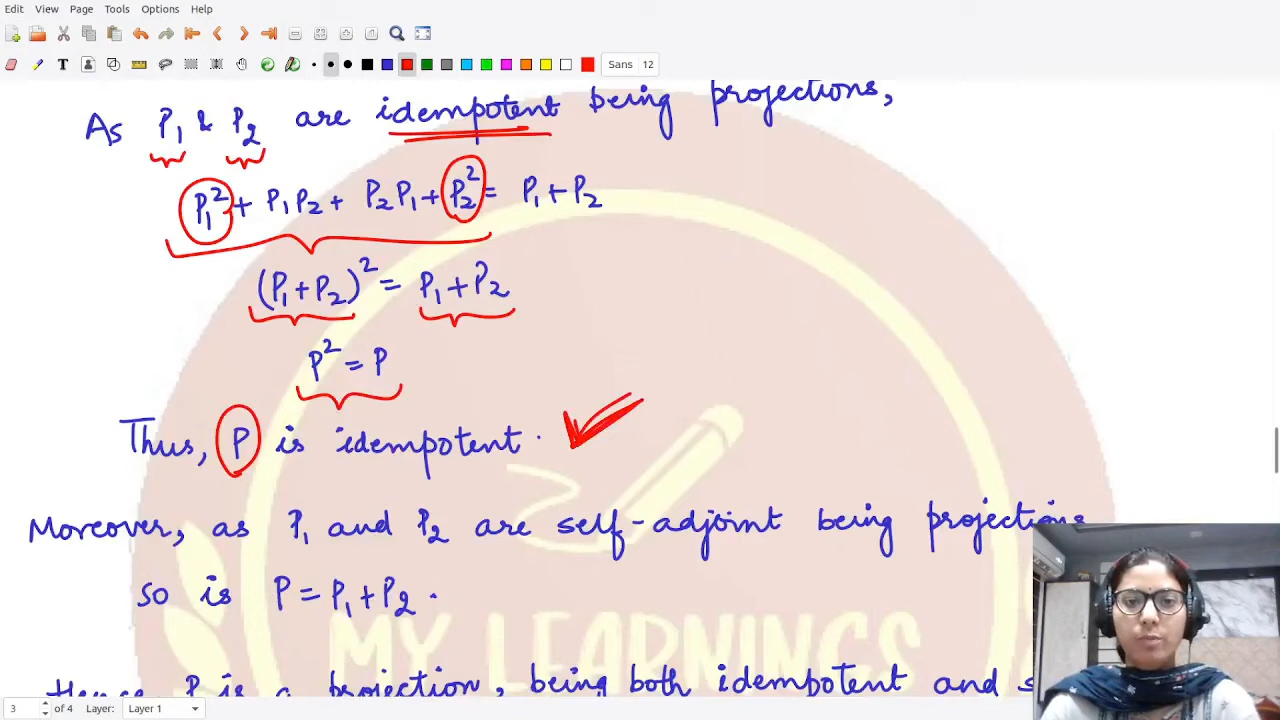 Edit View Page Tools Options Help
Sans 12
As P₁ & P₂ are idempotent being projections,
P₁² + P₁P₂ + P₂P₁ + P₂² = P₁ + P₂
(P₁+P₂)² = P₁+P₂
P² = P
Thus, P is idempotent.
Moreover, as P₁ and P₂ are self-adjoint being projections
so is P = P₁+P₂.
MY LEARNINGS
Hence, P is a projection, being both idempotent and
3 of 4 Layer: Layer 1